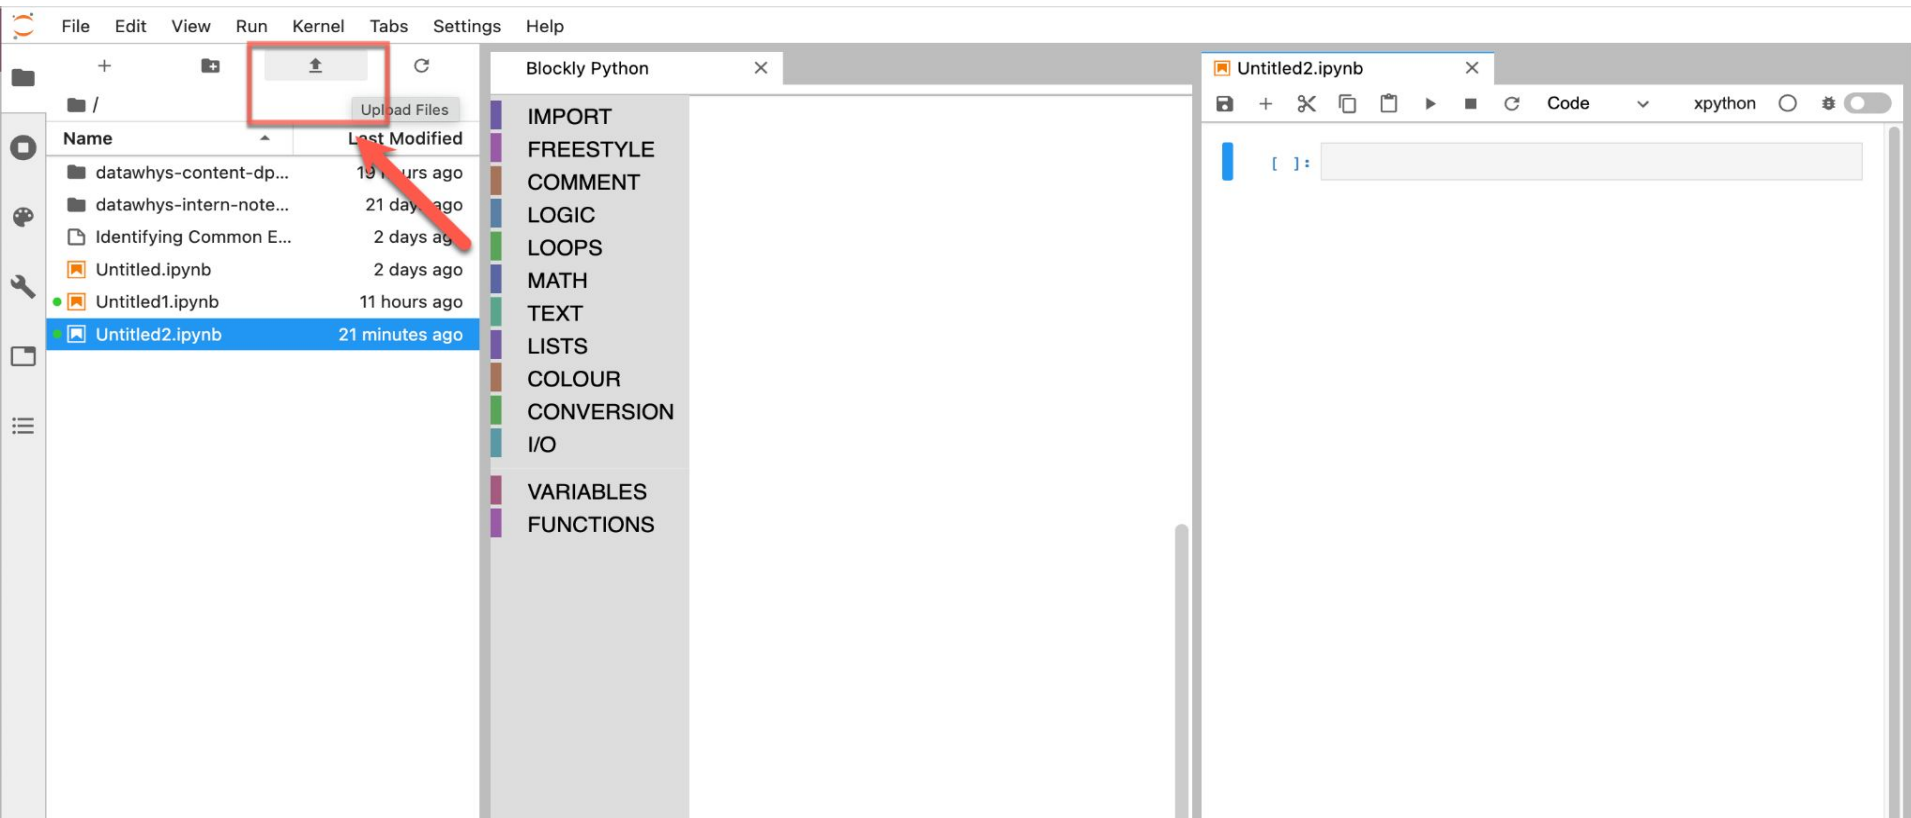 File Edit View Run Kernel Tabs Settings Help
Upload Files
/
Name Last Modified
datawhys-content-dp...
datawhys-intern-note... 21 days ago
Identifying Common E... 2 days ago
Untitled.ipynb 2 days ago
Untitled1.ipynb 11 hours ago
Untitled2.ipynb 21 minutes ago
Blockly Python
IMPORT
FREESTYLE
COMMENT
LOGIC
LOOPS
MATH
TEXT
LISTS
COLOUR
CONVERSION
I/O
VARIABLES
FUNCTIONS
Untitled2.ipynb
Code xpython
[ ]: